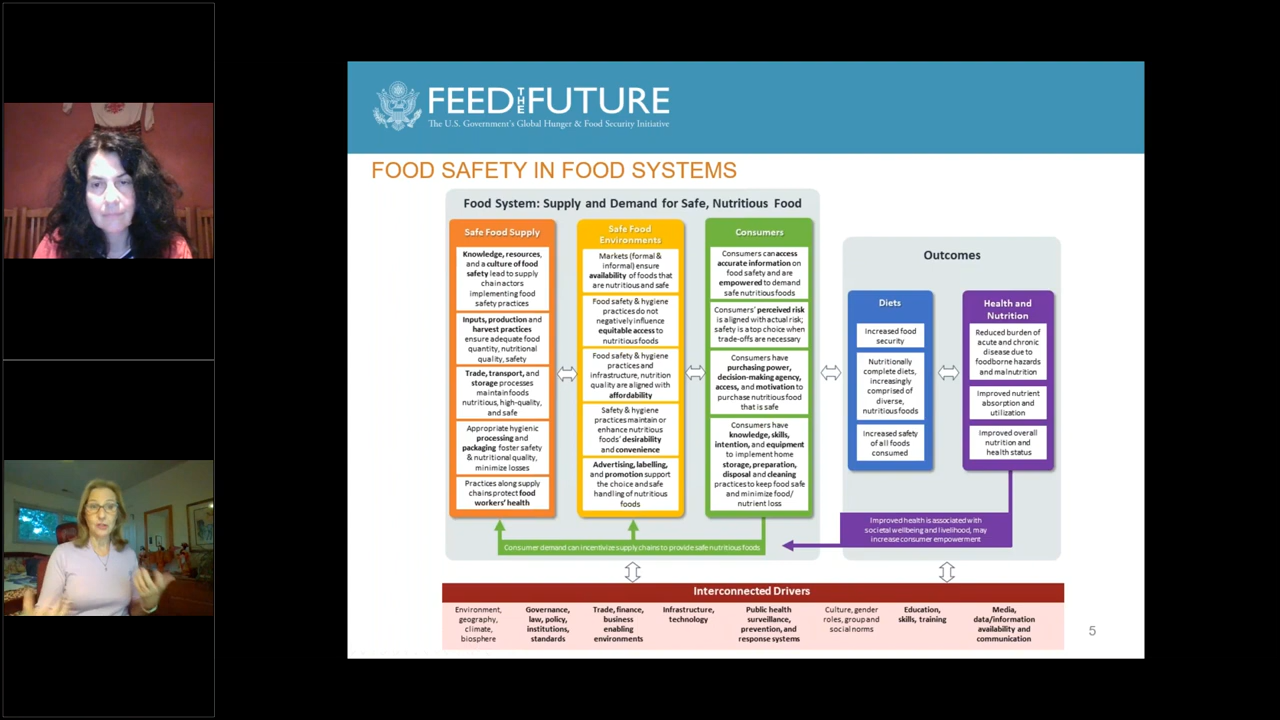 FEED THE FUTURE
The U.S. Government's Global Hunger & Food Security Initiative
FOOD SAFETY IN FOOD SYSTEMS
Food System: Supply and Demand for Safe, Nutritious Food
Safe Food Supply
Knowledge, resources,
and a culture of food
safety lead to supply
chain actors
implementing food
safety practices
Inputs, production and
harvest practices
ensure adequate food
quantity, nutritional
quality, safety
Trade, transport, and
storage processes
maintain foods
nutritious, high-quality,
and safe
Appropriate hygienic
processing and
packaging foster safety
& nutritional quality,
minimize losses
Practices along supply
chains protect food
workers' health
Safe Food
Environments
Markets (formal &
informal) ensure
availability of foods that
are nutritious and safe
Food safety & hygiene
practices do not
negatively influence
equitable access to
nutritious foods
Food safety & hygiene
practices and
infrastructure, nutrition
quality are aligned with
affordability
Safety & hygiene
practices maintain or
enhance nutritious
foods' desirability
and convenience
Advertising, labelling,
and promotion support
the choice and safe
handling of nutritious
foods
Consumers
Consumers can access
accurate information on
food safety and are
empowered to demand
safe nutritious foods
Consumers' perceived risk
is aligned with actual risk;
safety is a top choice when
trade-offs are necessary
Consumers have
purchasing power,
decision-making agency,
access, and motivation to
purchase nutritious food
that is safe
Consumers have
knowledge, skills,
intention, and equipment
to implement home
storage, preparation,
disposal and cleaning
practices to keep food safe
and minimize food/
nutrient loss
Consumer demand can incentivize supply chains to provide safe nutritious foods
Outcomes
Diets
Increased food
security
Nutritionally
complete diets,
increasingly
comprised of
diverse,
nutritious foods
Increased safety
of all foods
consumed
Health and
Nutrition
Reduced burden of
acute and chronic
disease due to
foodborne hazards
and malnutrition
Improved nutrient
absorption and
utilization
Improved overall
nutrition and
health status
Improved health is associated with
societal wellbeing and livelihood, may
increase consumer empowerment
Interconnected Drivers
Environment,
geography,
climate,
biosphere
Governance,
law, policy,
institutions,
standards
Trade, finance,
business
enabling
environments
Infrastructure,
technology
Public health
surveillance,
prevention, and
response systems
Culture, gender
roles, group and
social norms
Education,
skills, training
Media,
data/information
availability and
communication
5